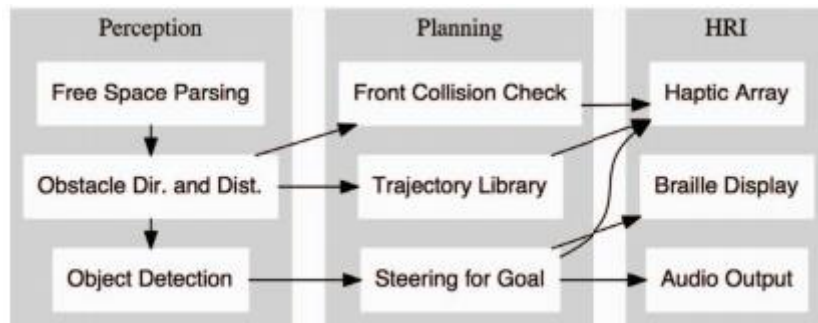 Perception
Free Space Parsing
Obstacle Dir. and Dist.
Object Detection
Planning
Front Collision Check
Trajectory Library
Steering for Goal
HRI
Haptic Array
Braille Display
Audio Output